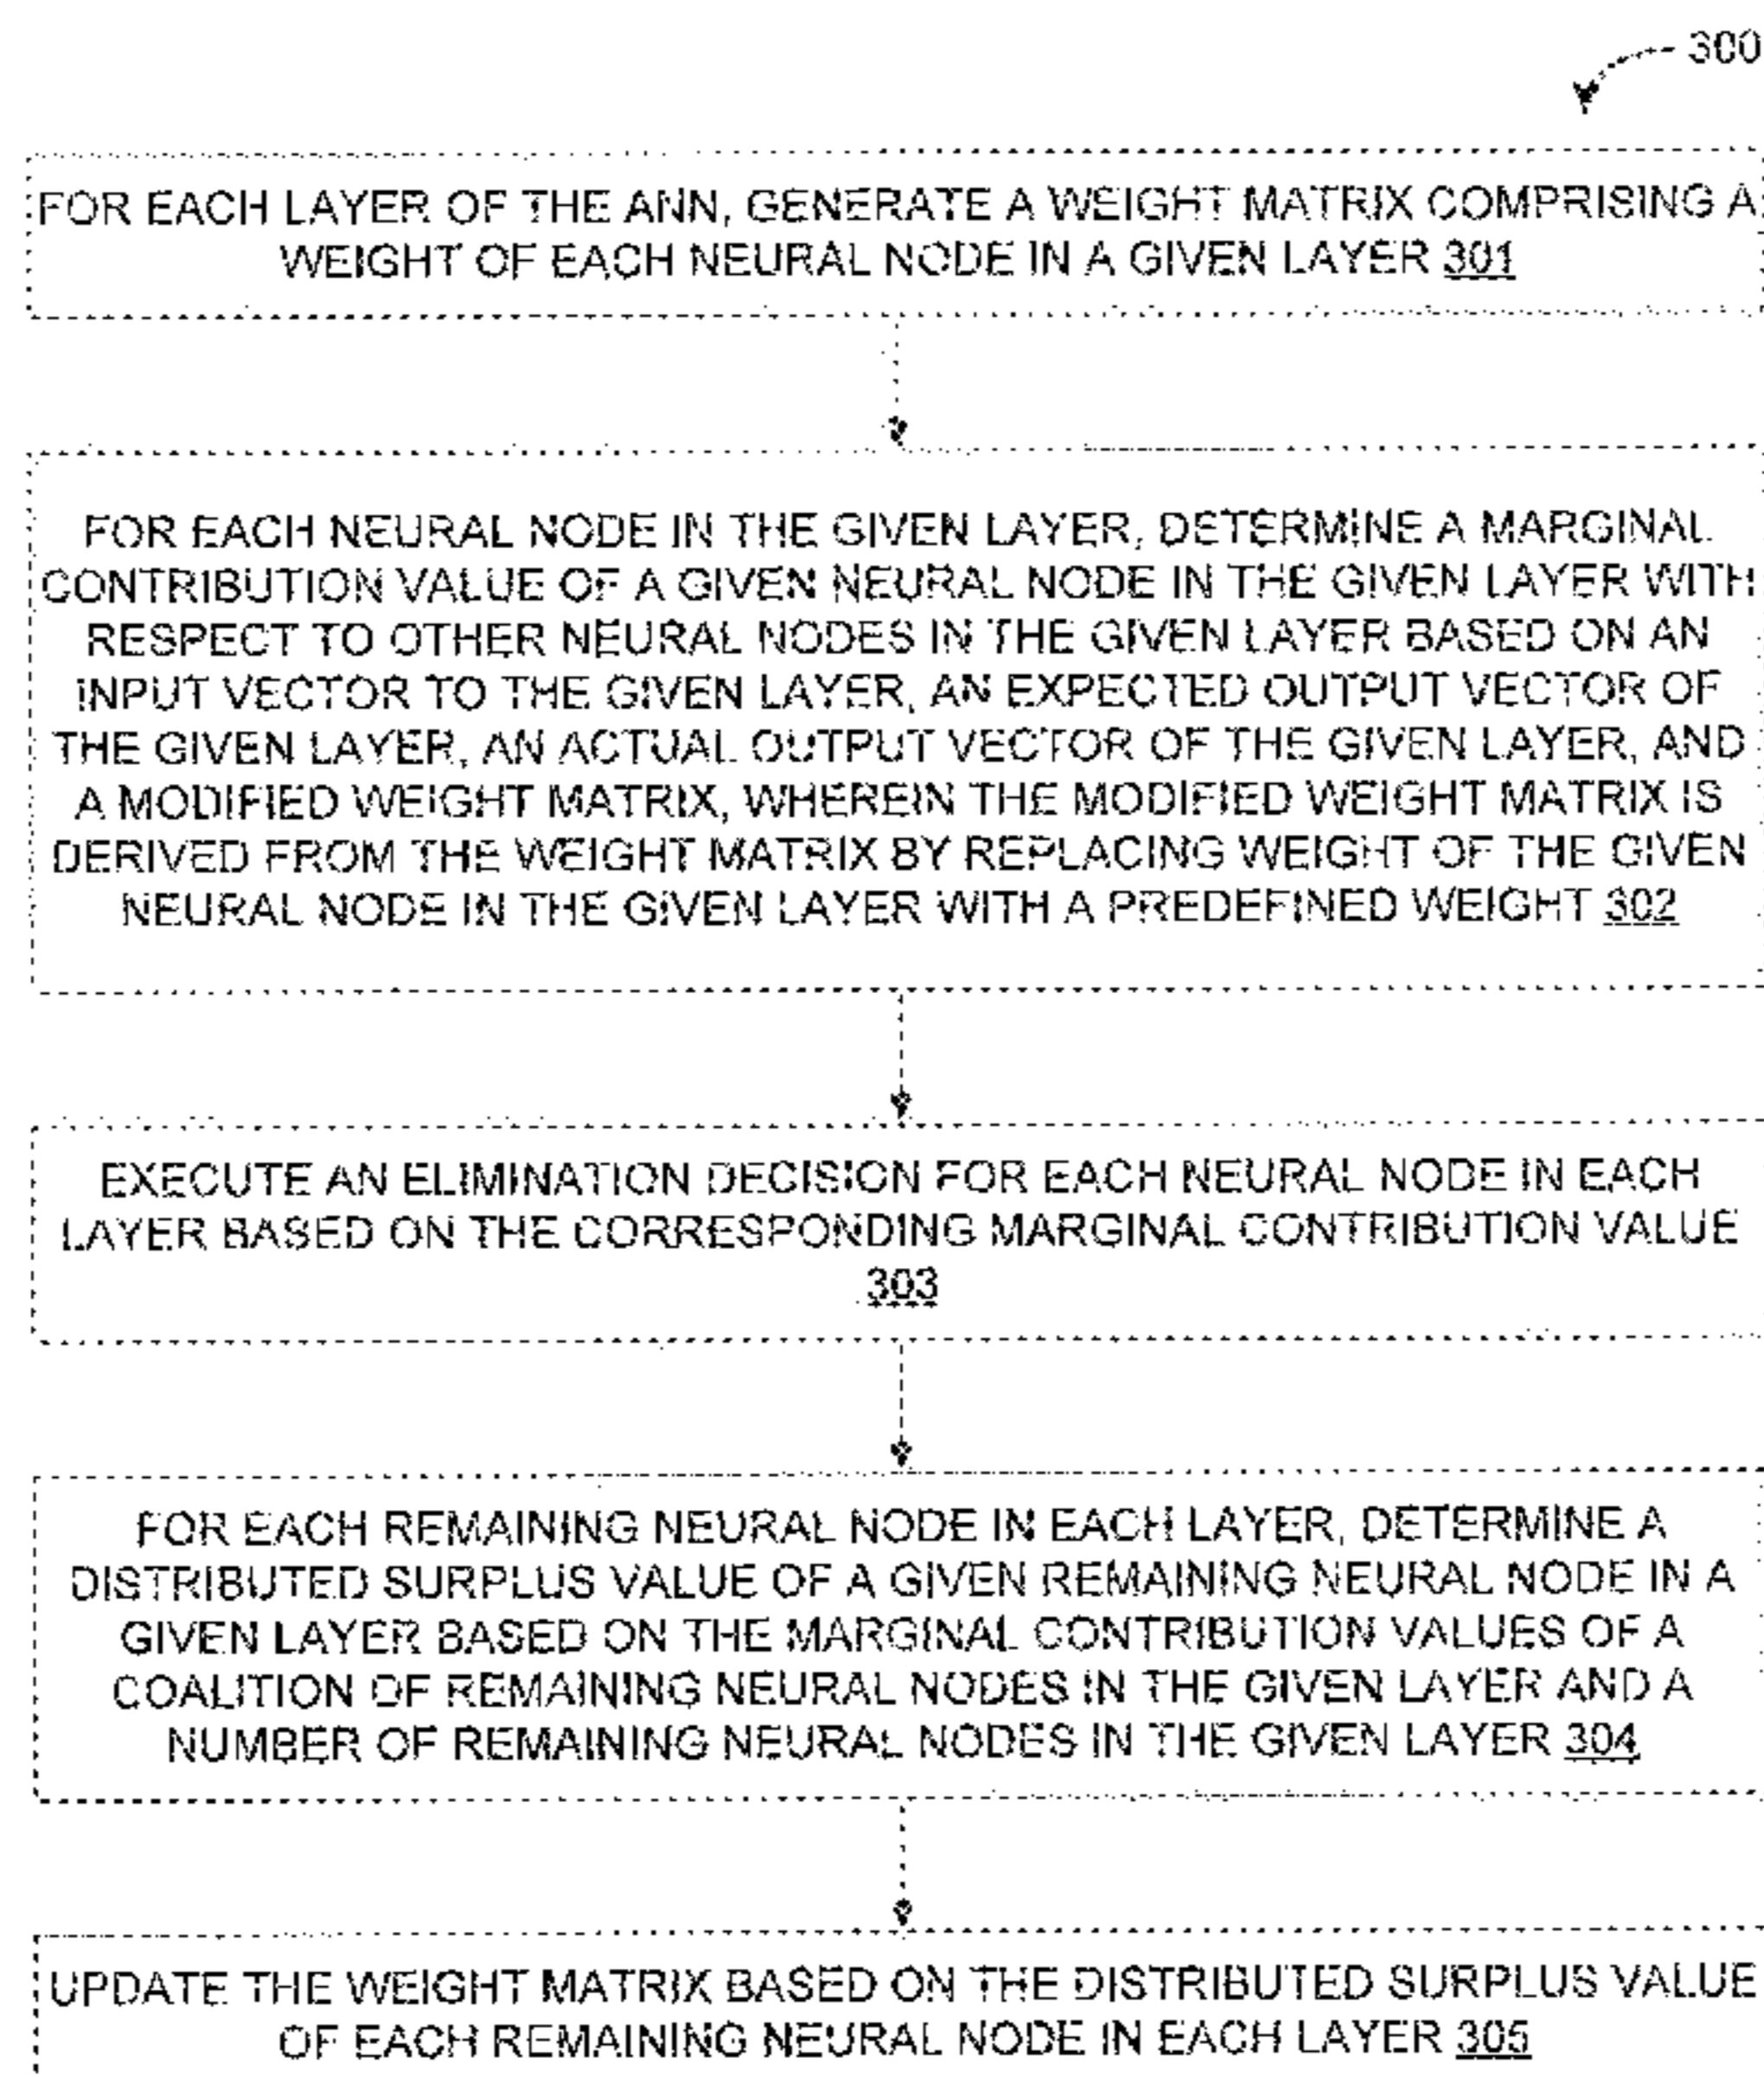 300
FOR EACH LAYER OF THE ANN, GENERATE A WEIGHT MATRIX COMPRISING A
WEIGHT OF EACH NEURAL NODE IN A GIVEN LAYER 301
FOR EACH NEURAL NODE IN THE GIVEN LAYER, DETERMINE A MARGINAL
CONTRIBUTION VALUE OF A GIVEN NEURAL NODE IN THE GIVEN LAYER WITH
RESPECT TO OTHER NEURAL NODES IN THE GIVEN LAYER BASED ON AN
INPUT VECTOR TO THE GIVEN LAYER, AN EXPECTED OUTPUT VECTOR OF
THE GIVEN LAYER, AN ACTUAL OUTPUT VECTOR OF THE GIVEN LAYER, AND
A MODIFIED WEIGHT MATRIX, WHEREIN THE MODIFIED WEIGHT MATRIX IS
DERIVED FROM THE WEIGHT MATRIX BY REPLACING WEIGHT OF THE GIVEN
NEURAL NODE IN THE GIVEN LAYER WITH A PREDEFINED WEIGHT 302
EXECUTE AN ELIMINATION DECISION FOR EACH NEURAL NODE IN EACH
LAYER BASED ON THE CORRESPONDING MARGINAL CONTRIBUTION VALUE
303
FOR EACH REMAINING NEURAL NODE IN EACH LAYER, DETERMINE A
DISTRIBUTED SURPLUS VALUE OF A GIVEN REMAINING NEURAL NODE IN A
GIVEN LAYER BASED ON THE MARGINAL CONTRIBUTION VALUES OF A
COALITION OF REMAINING NEURAL NODES IN THE GIVEN LAYER AND A
NUMBER OF REMAINING NEURAL NODES IN THE GIVEN LAYER 304
UPDATE THE WEIGHT MATRIX BASED ON THE DISTRIBUTED SURPLUS VALUE
OF EACH REMAINING NEURAL NODE IN EACH LAYER 305